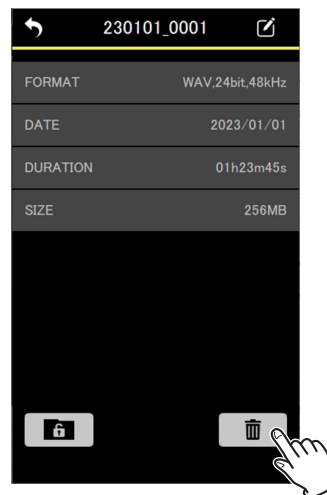 230101_0001
FORMAT WAV,24bit,48kHz
DATE 2023/01/01
DURATION 01h23m45s
SIZE 256MB